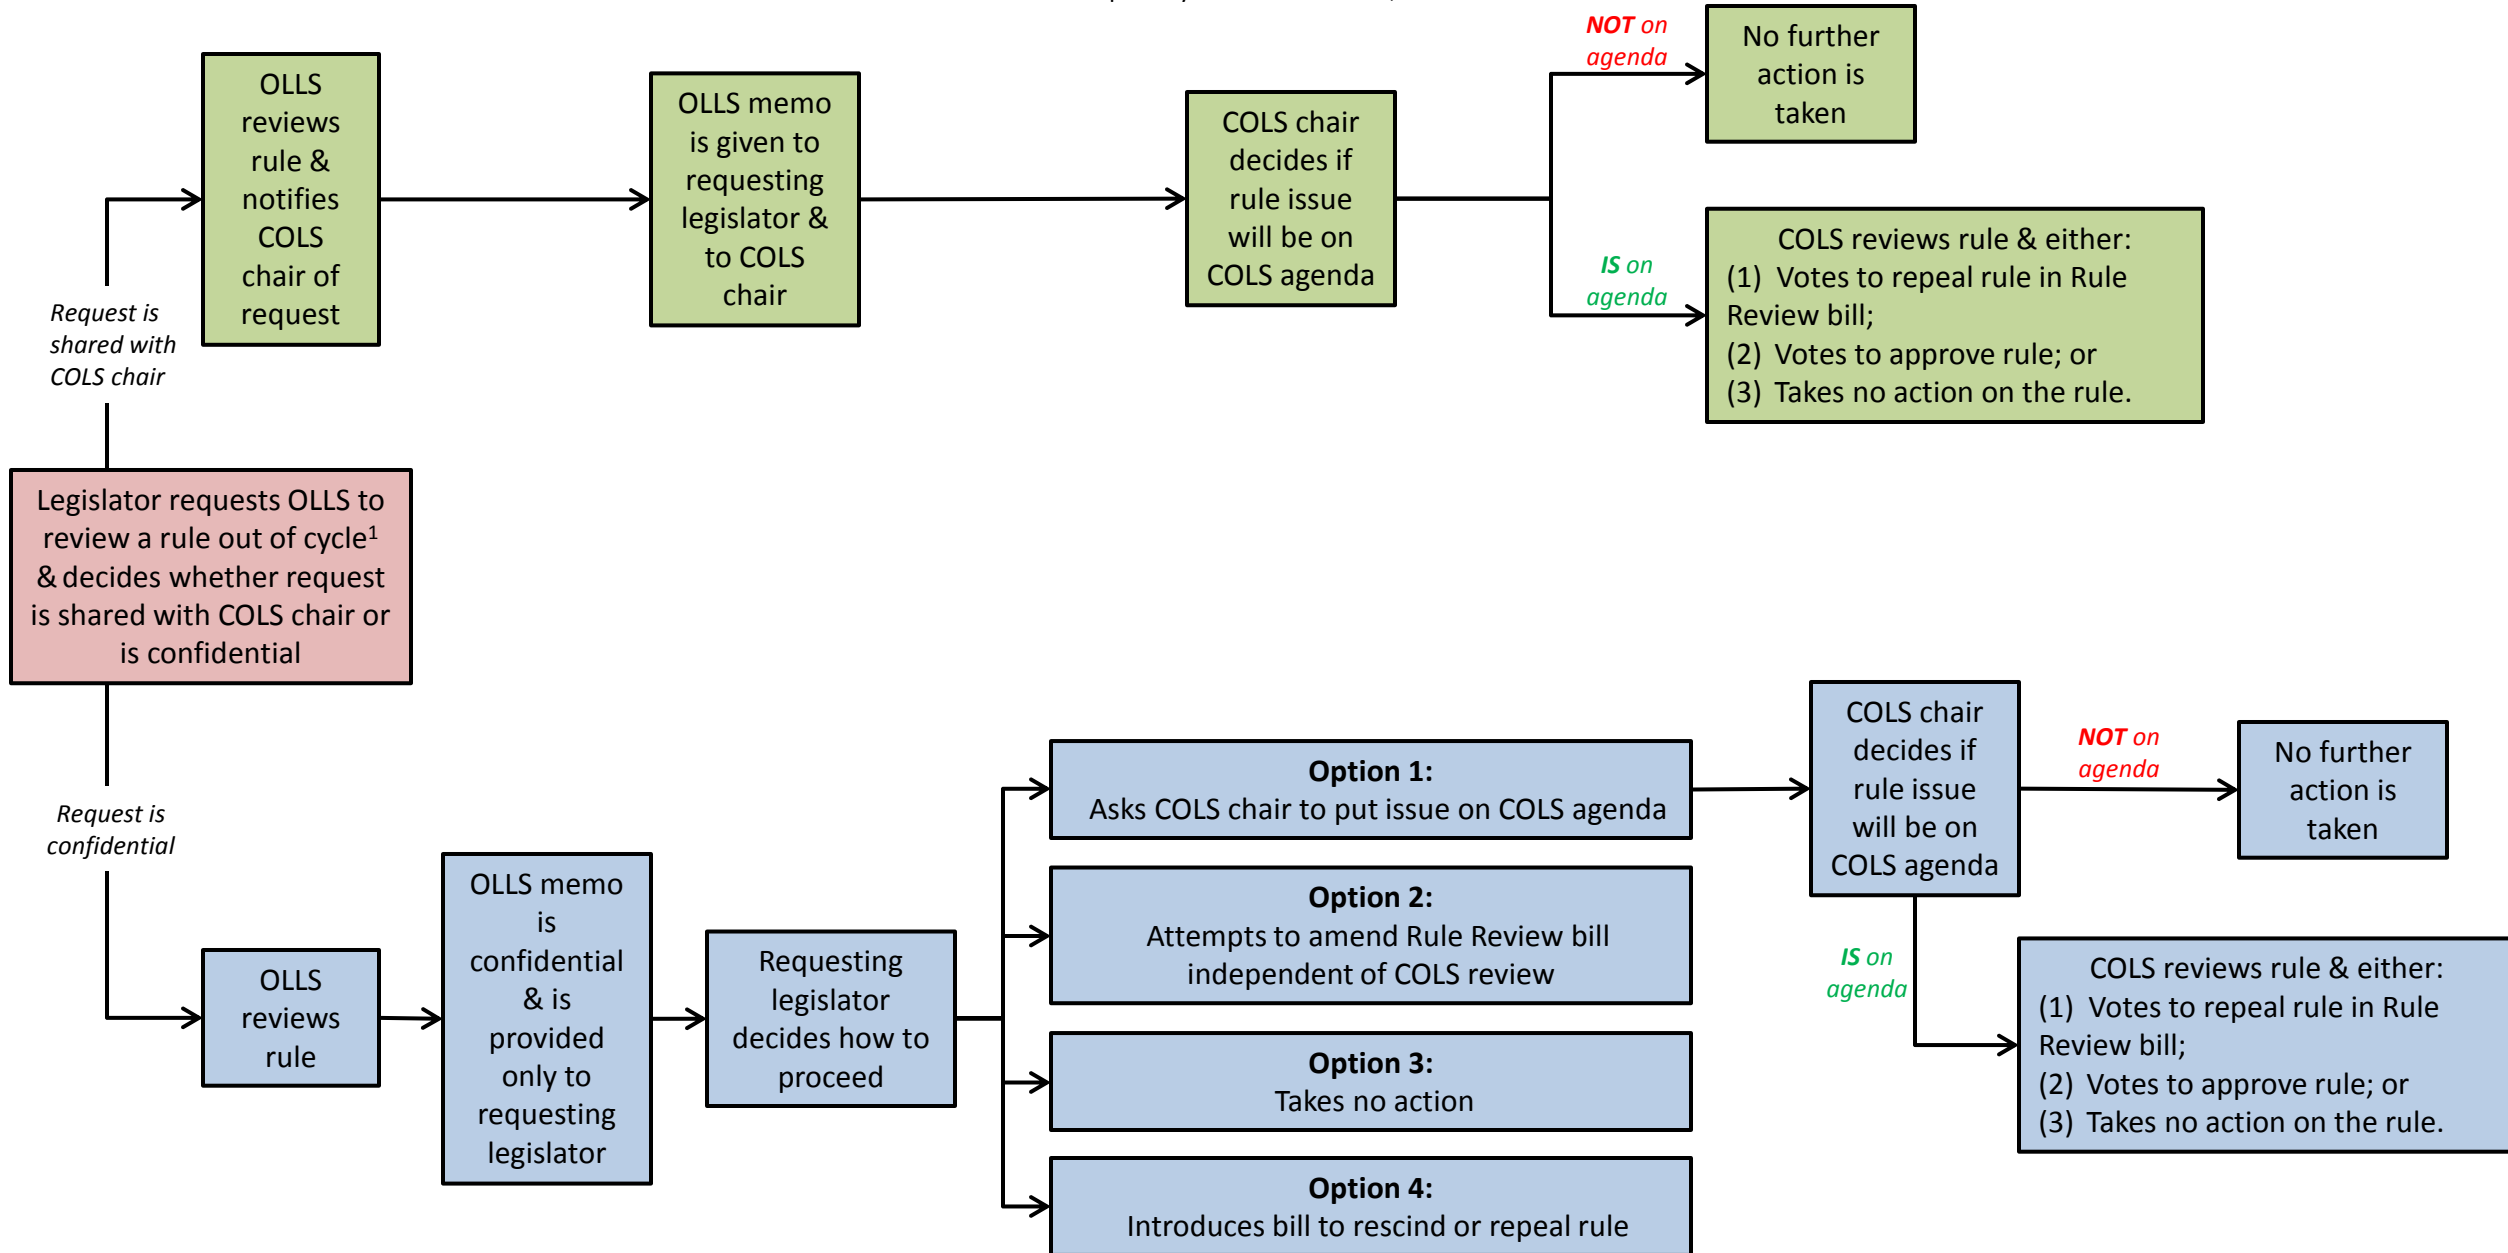 NOT on
agenda
No further
action is
taken
OLLS
reviews
rule &
notifies
COLS
chair of
request
OLLS memo
is given to
requesting
legislator &
to COLS
chair
COLS chair
decides if
rule issue
will be on
COLS agenda
IS on
agenda
COLS reviews rule & either:
(1) Votes to repeal rule in Rule
Review bill;
(2) Votes to approve rule; or
(3) Takes no action on the rule.
Request is
shared with
COLS chair
Legislator requests OLLS to
review a rule out of cycle¹
& decides whether request
is shared with COLS chair or
is confidential
Request is
confidential
OLLS
reviews
rule
OLLS memo
is
confidential
& is
provided
only to
requesting
legislator
Requesting
legislator
decides how to
proceed
Option 1:
Asks COLS chair to put issue on COLS agenda
Option 2:
Attempts to amend Rule Review bill
independent of COLS review
Option 3:
Takes no action
Option 4:
Introduces bill to rescind or repeal rule
COLS chair
decides if
rule issue
will be on
COLS agenda
NOT on
agenda
No further
action is
taken
IS on
agenda
COLS reviews rule & either:
(1) Votes to repeal rule in Rule
Review bill;
(2) Votes to approve rule; or
(3) Takes no action on the rule.